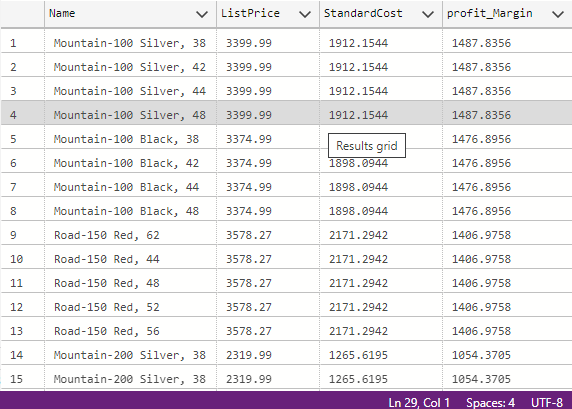 Name ListPrice StandardCost profit_Margin
1 Mountain-100 Silver, 38 3399.99 1912.1544 1487.8356
2 Mountain-100 Silver, 42 3399.99 1912.1544 1487.8356
3 Mountain-100 Silver, 44 3399.99 1912.1544 1487.8356
4 Mountain-100 Silver, 48 3399.99 1912.1544 1487.8356
5 Mountain-100 Black, 38 3374.99 1476.8956
Results grid
6 Mountain-100 Black, 42 3374.99 1898.0944 1476.8956
7 Mountain-100 Black, 44 3374.99 1898.0944 1476.8956
8 Mountain-100 Black, 48 3374.99 1898.0944 1476.8956
9 Road-150 Red, 62 3578.27 2171.2942 1406.9758
10 Road-150 Red, 44 3578.27 2171.2942 1406.9758
11 Road-150 Red, 48 3578.27 2171.2942 1406.9758
12 Road-150 Red, 52 3578.27 2171.2942 1406.9758
13 Road-150 Red, 56 3578.27 2171.2942 1406.9758
14 Mountain-200 Silver, 38 2319.99 1265.6195 1054.3705
15 Mountain-200 Silver, 38 2319.99 1265.6195 1054.3705
Ln 29, Col 1 Spaces: 4 UTF-8